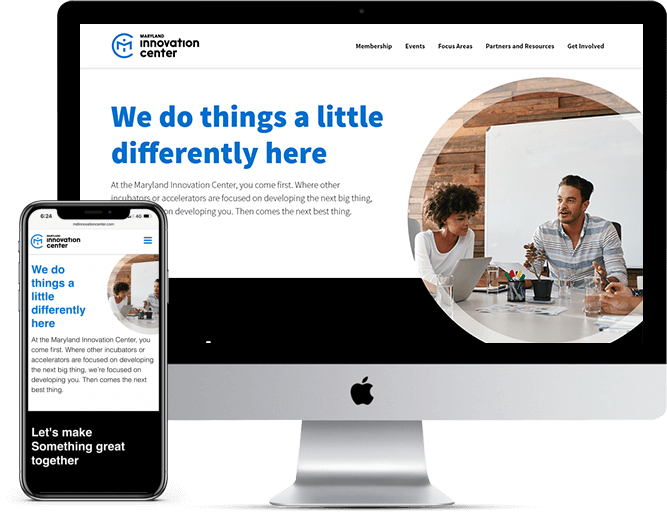 MARYLAND
innovation
center
Membership Events Focus Areas Partners and Resources Get Involved
We do things a little
differently here
At the Maryland Innovation Center, you come first. Where other
incubators or accelerators are focused on developing the next big thing,
on developing you. Then comes the next best thing.
6:24 4G
mdinnovationcenter.com
MARYLAND
innovation
center
We do
things a
little
differently
here
At the Maryland Innovation Center, you
come first. Where other incubators or
accelerators are focused on developing
the next big thing, we're focused on
developing you. Then comes the next
best thing.
Let's make
Something great
together